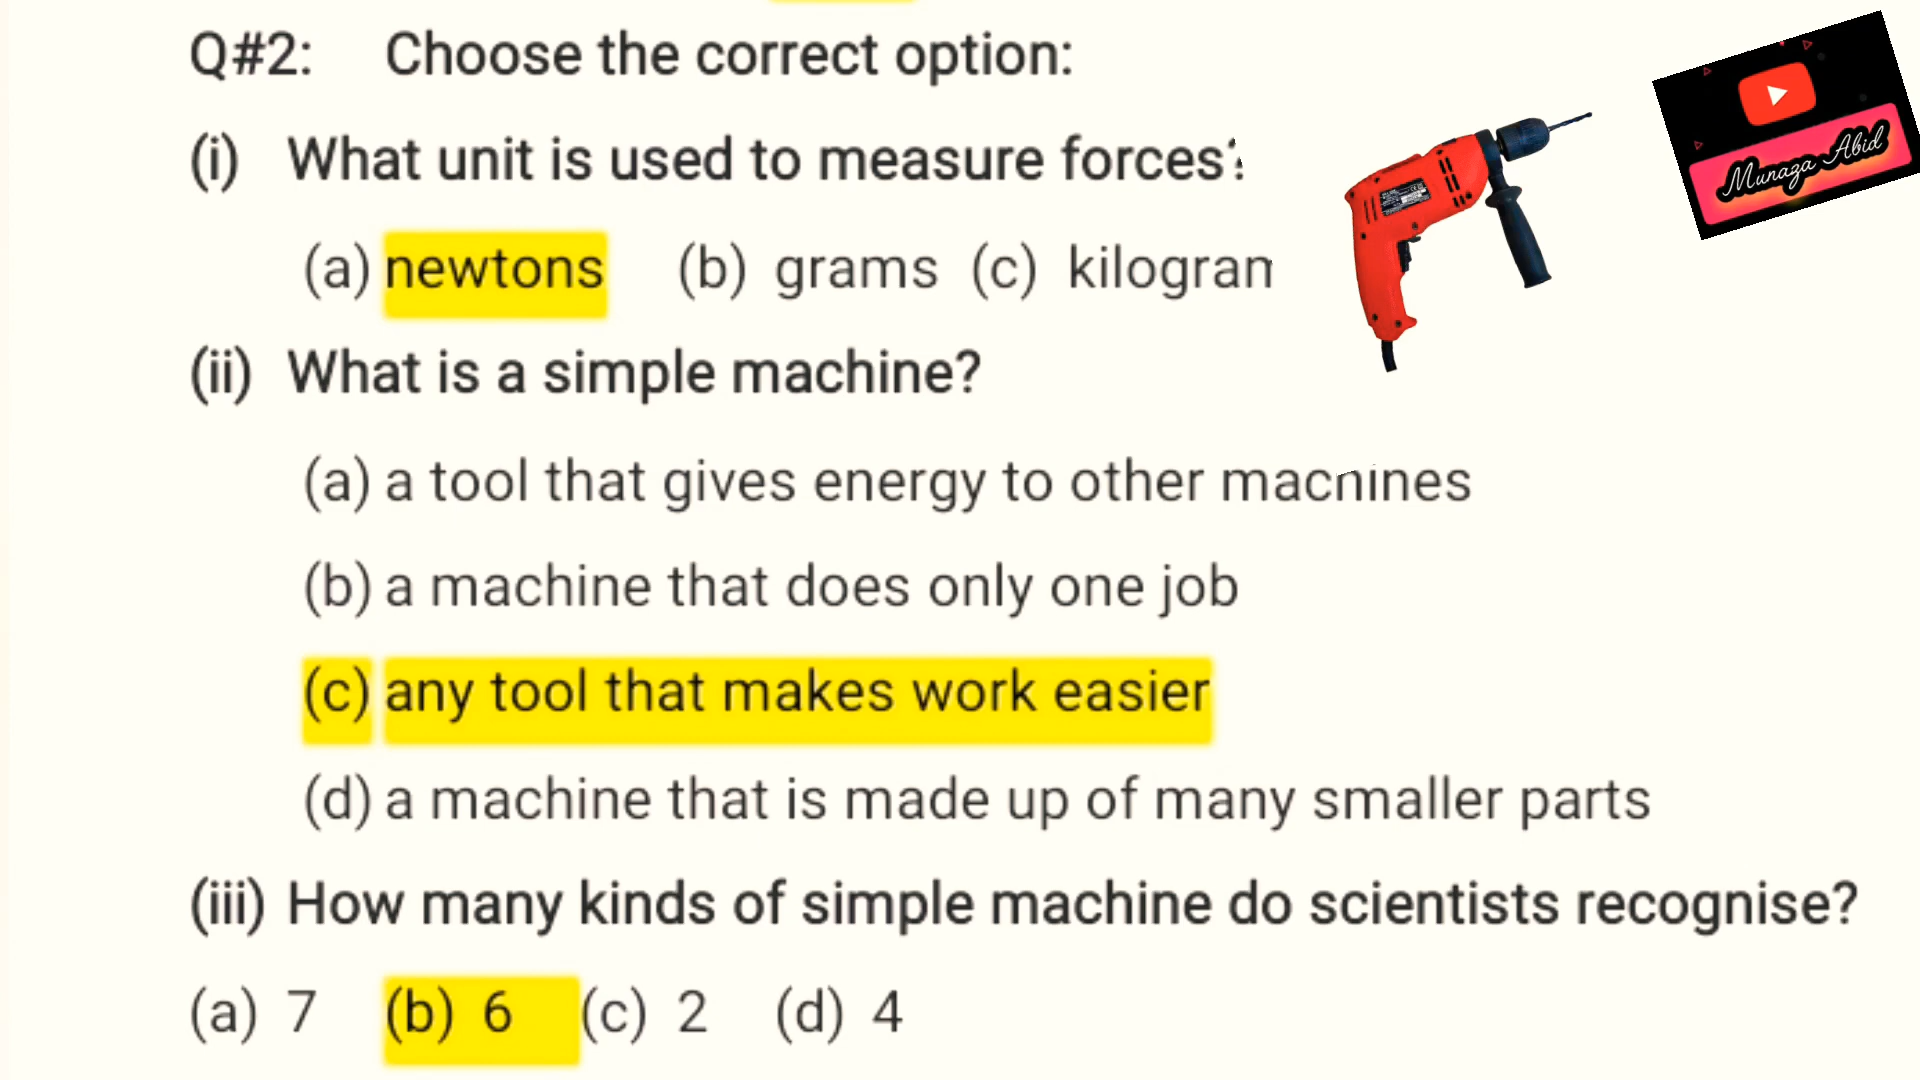 Q#2: Choose the correct option:
(i) What unit is used to measure forces?
(a) newtons (b) grams (c) kilogram
(ii) What is a simple machine?
(a) a tool that gives energy to other machines
(b) a machine that does only one job
(c) any tool that makes work easier
(d) a machine that is made up of many smaller parts
(iii) How many kinds of simple machine do scientists recognise?
(a) 7 (b) 6 (c) 2 (d) 4
Munaza Abid